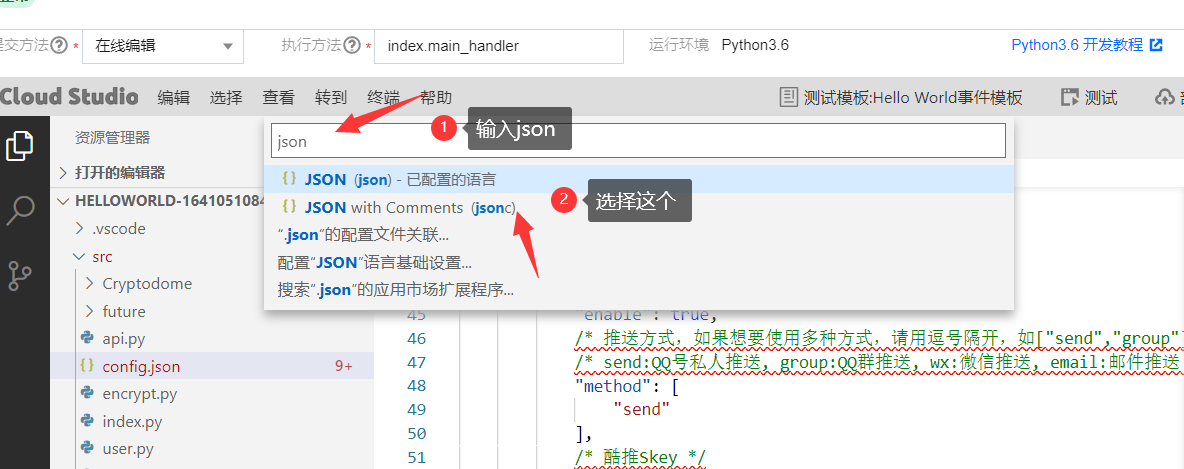 提交方法 * 在线编辑 执行方法 * index.main_handler 运行环境 Python3.6 Python3.6 开发教程
Cloud Studio 编辑 选择 查看 转到 终端 帮助 测试模板:Hello World事件模板 测试
资源管理器
打开的编辑器
HELLOWORLD-1641051084
.vscode
src
Cryptodome
future
api.py
config.json 9+
encrypt.py
index.py
user.py
json
1 输入json
JSON (json) - 已配置的语言
JSON with Comments (jsonc)
2 选择这个
“.json”的配置文件关联...
配置“JSON”语言基础设置...
搜索“.json”的应用市场扩展程序...
45 "enable": true,
46 /* 推送方式，如果想要使用多种方式，请用逗号隔开，如["send","group"]
47 /* send:QQ号私人推送, group:QQ群推送, wx:微信推送, email:邮件推送
48 "method": [
49 "send"
50 ],
51 /* 酷推Skey */